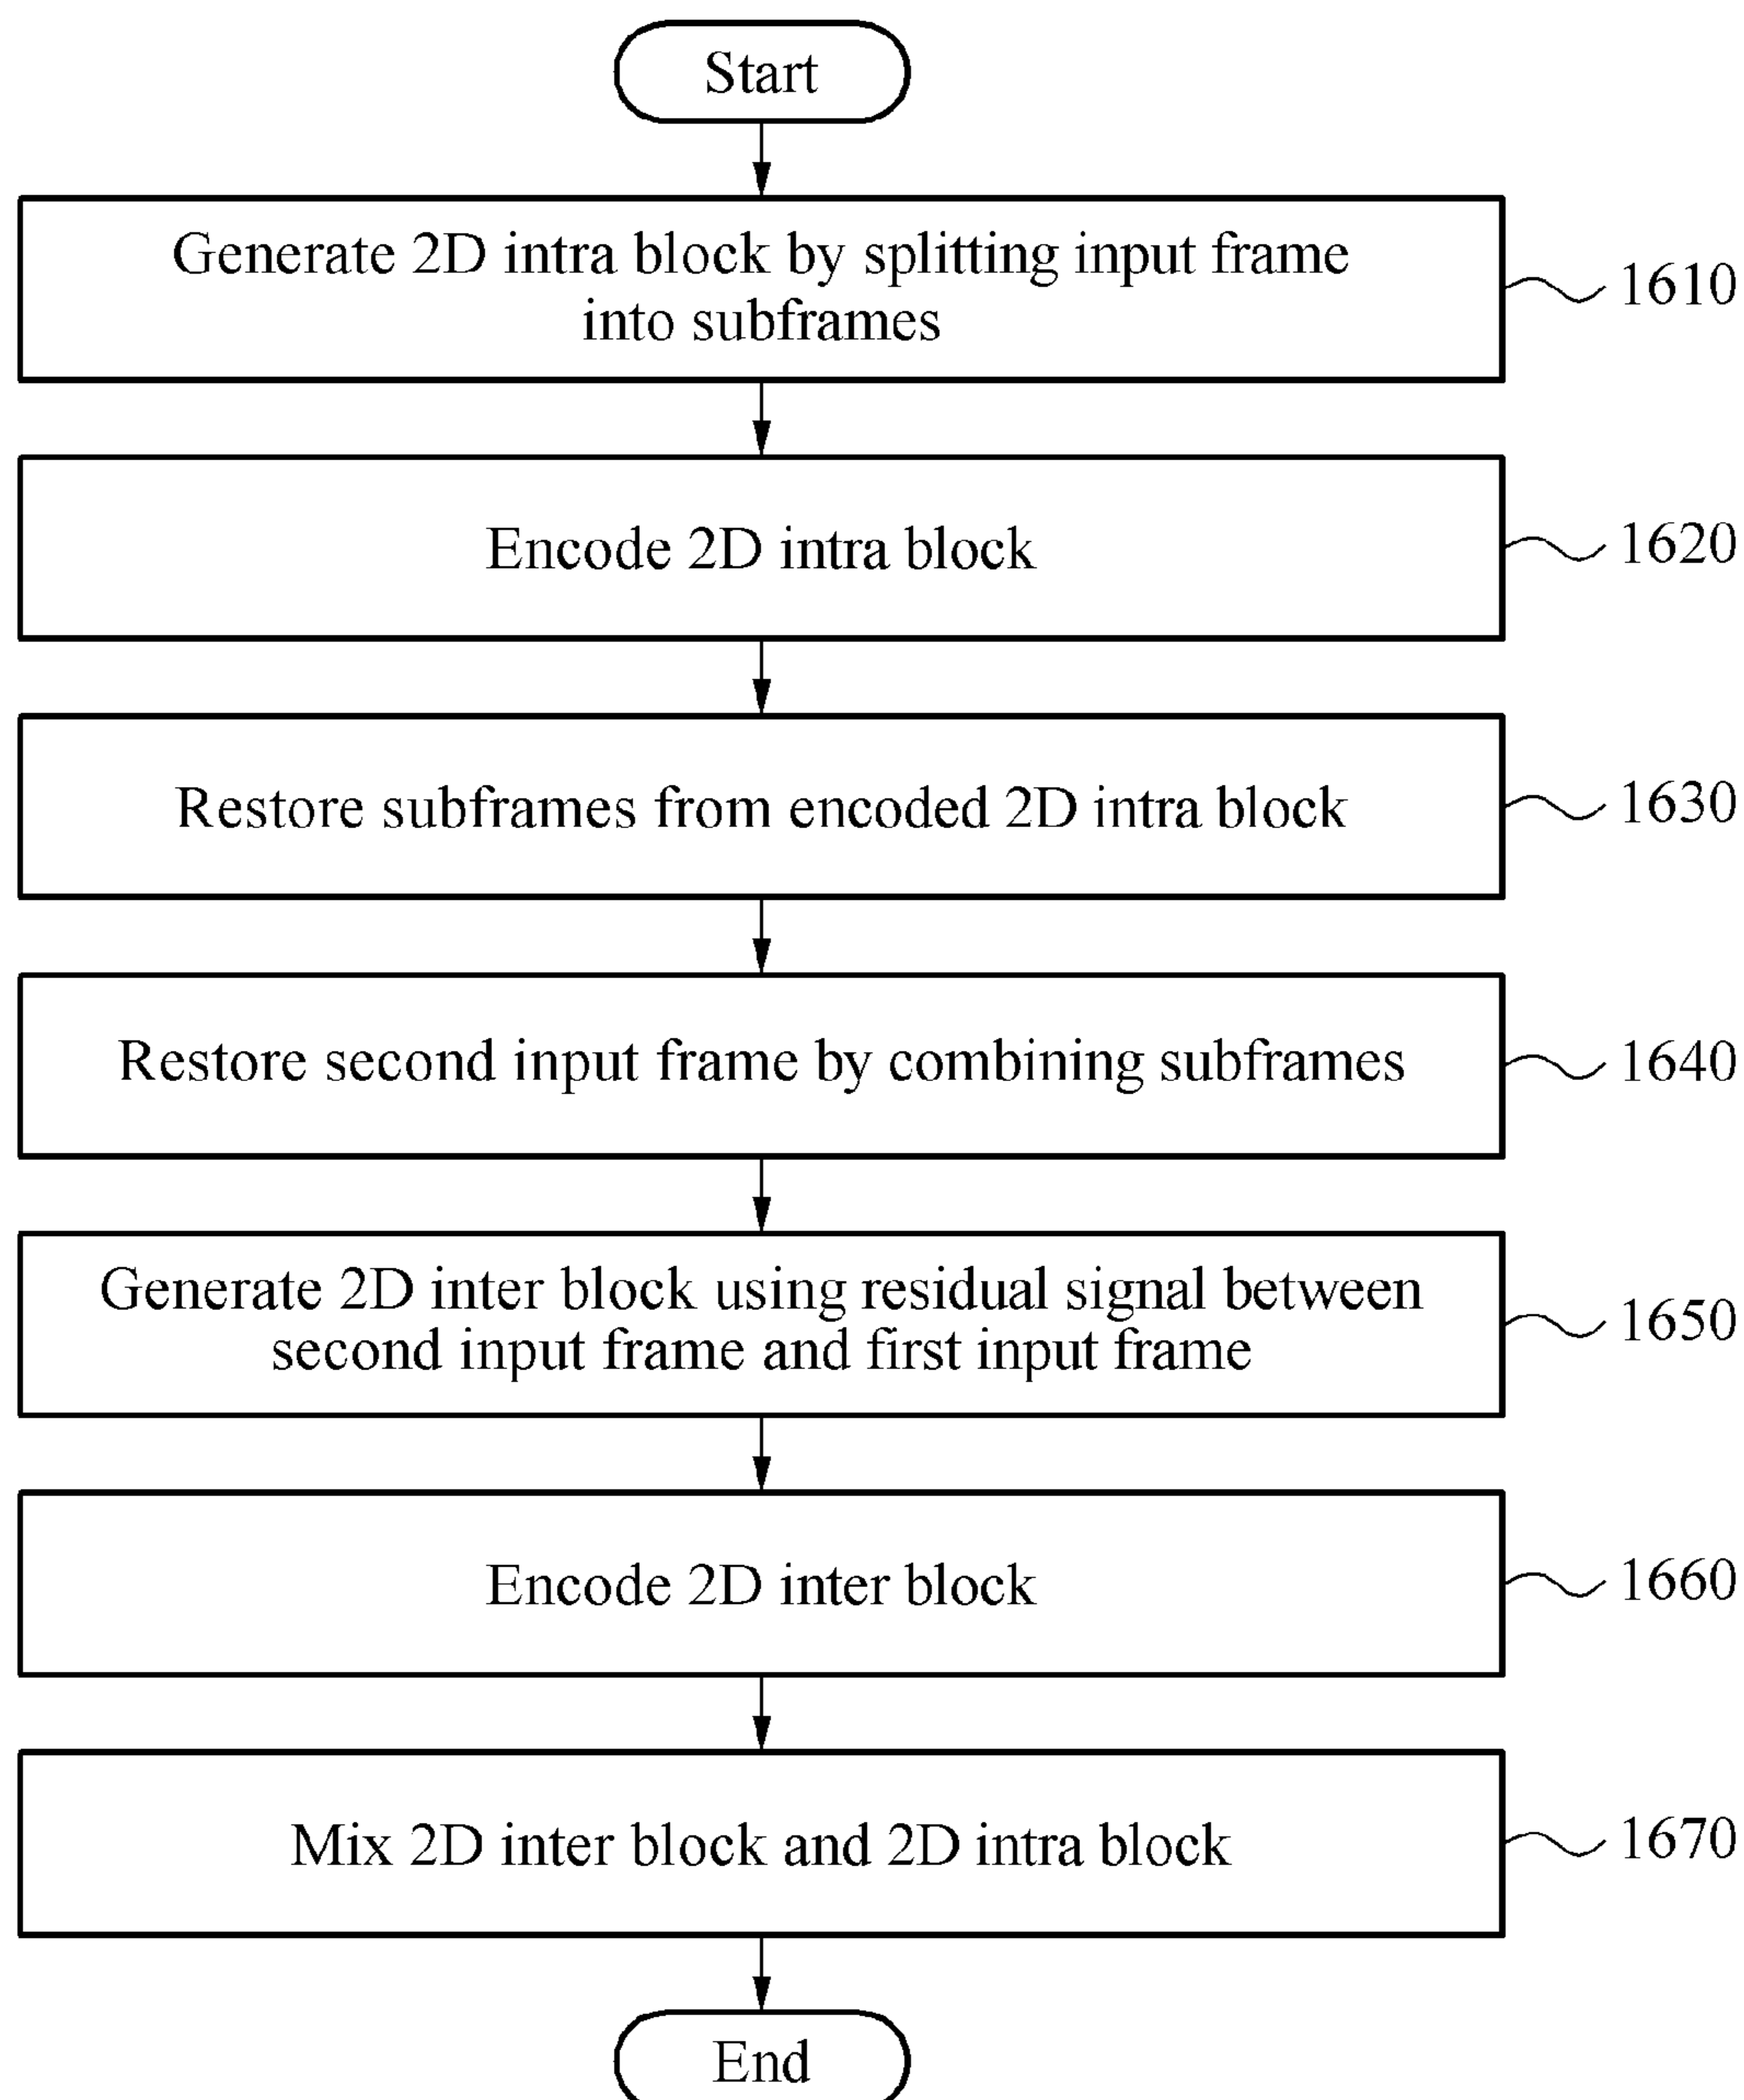 Start
Generate 2D intra block by splitting input frame
into subframes
1610
Encode 2D intra block
1620
Restore subframes from encoded 2D intra block
1630
Restore second input frame by combining subframes
1640
Generate 2D inter block using residual signal between
second input frame and first input frame
1650
Encode 2D inter block
1660
Mix 2D inter block and 2D intra block
1670
End